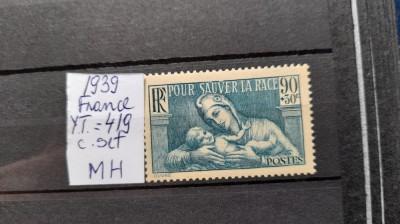 1939
France
Y.T. = 419
c. set
MH
RF
POUR SAUVER LA RACE
90c
+30c
POSTES